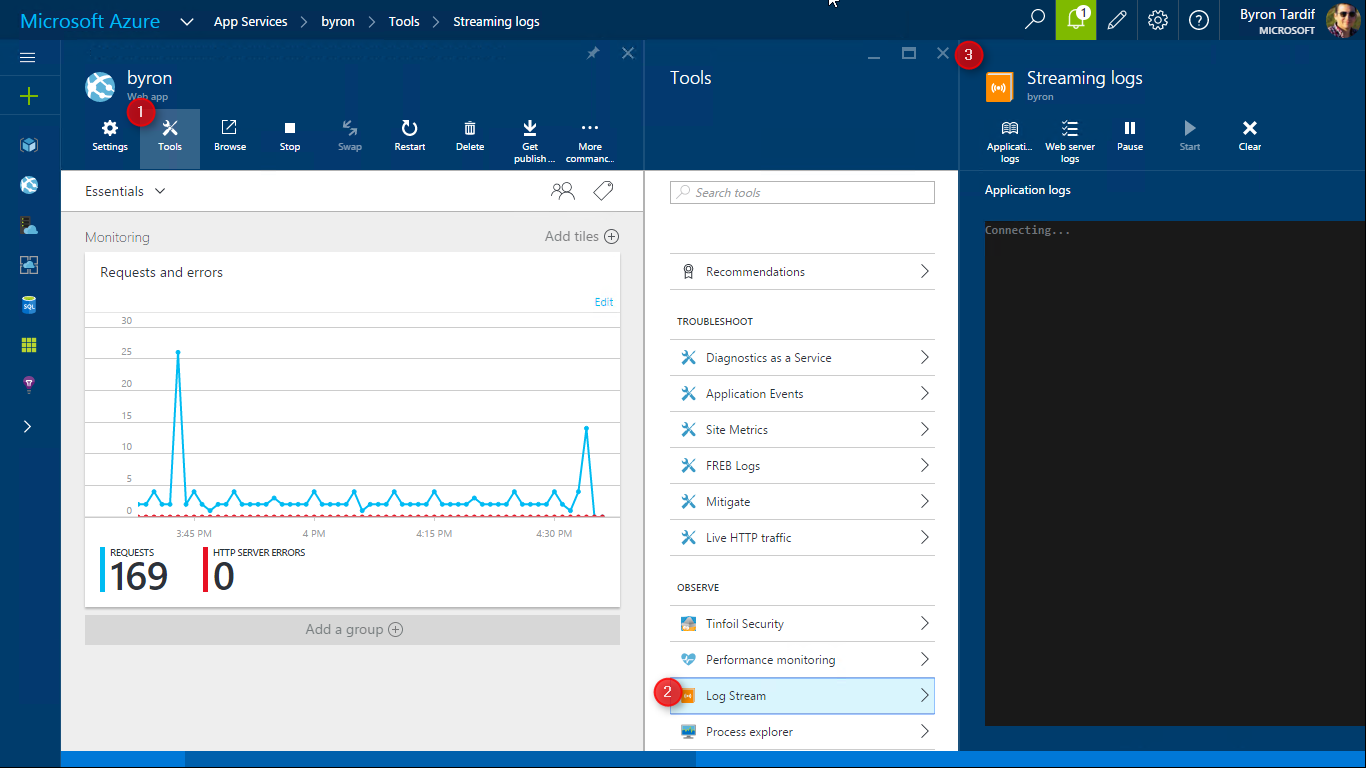 Microsoft Azure
App Services
byron
Tools
Streaming logs
1
Byron Tardif
MICROSOFT
byron
Web app
1
Settings
Tools
Browse
Stop
Swap
Restart
Delete
Get
publish ...
More
commanc...
Essentials
Monitoring
Add tiles
Requests and errors
Edit
30
25
20
15
10
5
0
3:45 PM
4 PM
4:15 PM
4:30 PM
REQUESTS
169
HTTP SERVER ERRORS
0
Add a group
Tools
Search tools
Recommendations
TROUBLESHOOT
Diagnostics as a Service
Application Events
Site Metrics
FREB Logs
Mitigate
Live HTTP traffic
OBSERVE
SQL
Tinfoil Security
Performance monitoring
2
Log Stream
Process explorer
3
Streaming logs
byron
Applicati...
logs
Web server
logs
Pause
Start
Clear
Application logs
Connecting...